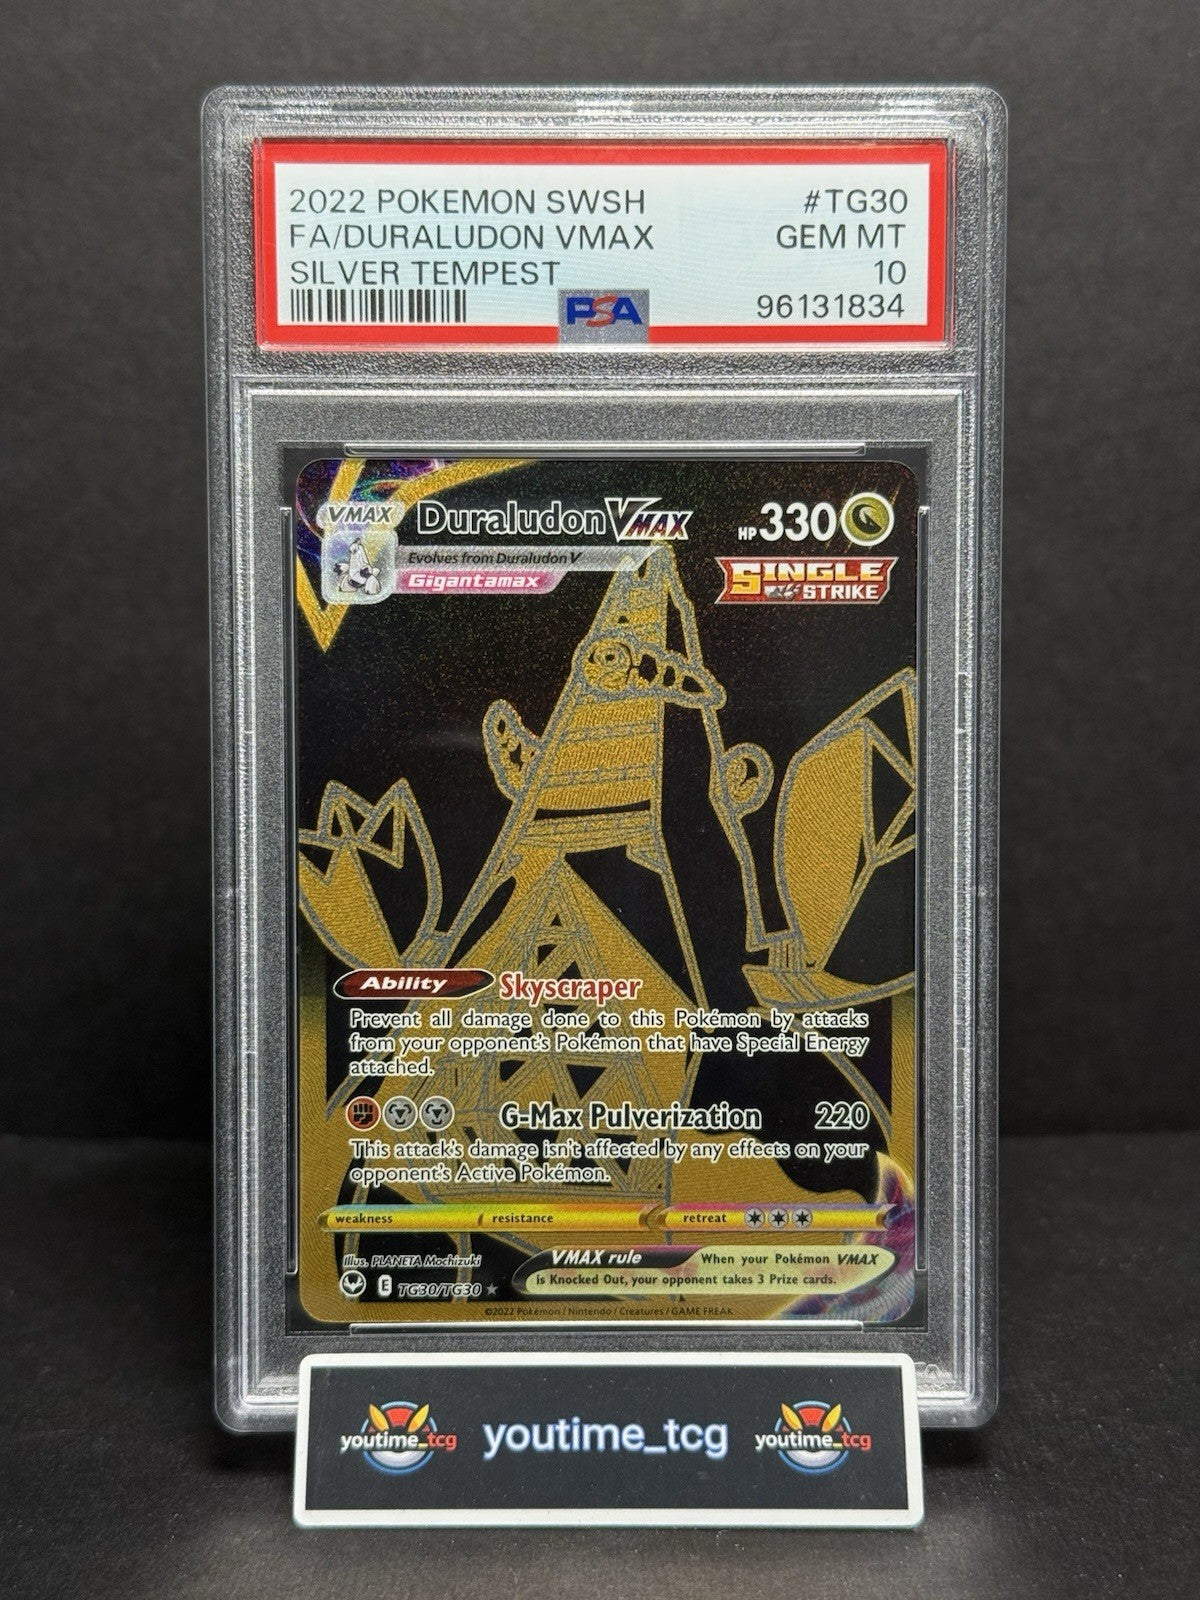 2022 POKEMON SWSH #TG30
FA/DURALUDON VMAX GEM MT
SILVER TEMPEST 10
PSA 96131834
VMAX Duraludon VMAX HP 330
Evolves from Duraludon V
Gigantamax
SINGLE STRIKE
Ability Skyscraper
Prevent all damage done to this Pokémon by attacks
from your opponent's Pokémon that have Special Energy
attached.
G-Max Pulverization 220
This attack's damage isn't affected by any effects on your
opponent's Active Pokémon.
weakness resistance retreat
Illus. PLANETA Mochizuki
VMAX rule When your Pokémon VMAX
is Knocked Out, your opponent takes 3 Prize cards.
E TG30/TG30 ★
©2022 Pokémon / Nintendo / Creatures / GAME FREAK
youtime_tcg youtime_tcg youtime_tcg